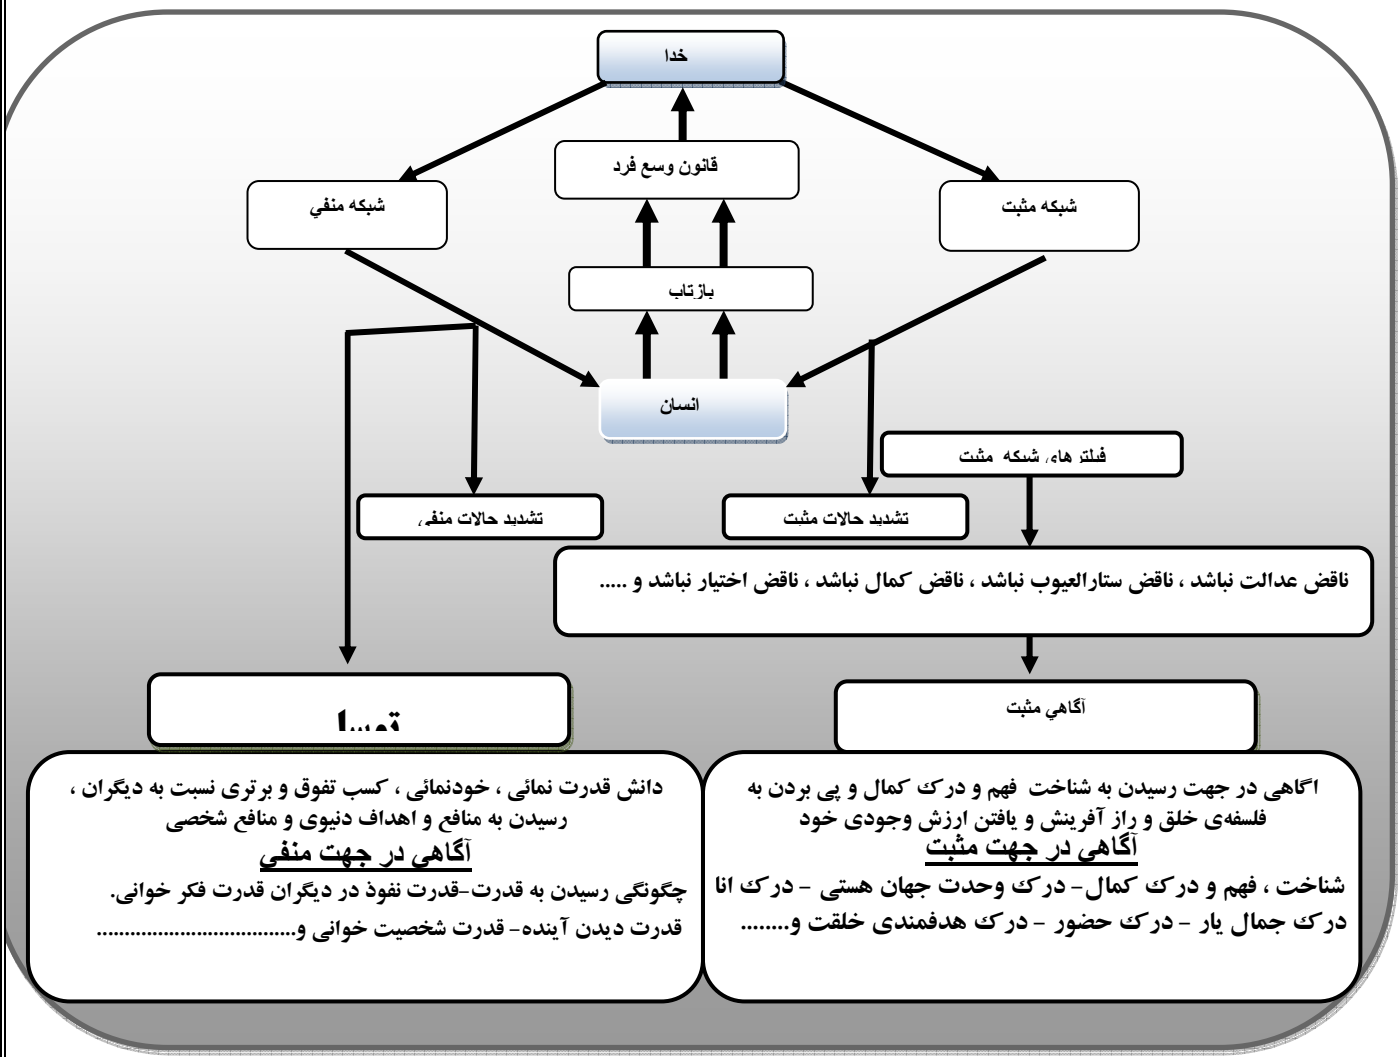 خدا
قانون وسع فرد
شبکه مثبت
شبکه منفي
بازتاب
انسان
فیلترهای شبکه مثبت
تشدید حالات مثبت
تشدید حالات منفی
ناقض عدالت نباشد ، ناقض ستارالعیوب نباشد ، ناقض کمال نباشد ، ناقض اختیار نباشد و .....
آگاهي مثبت
اگاهی در جهت رسیدن به شناخت فهم و درک کمال و پی بردن به
فلسفه‌ی خلق و راز آفرینش و یافتن ارزش وجودی خود
آگاهی در جهت مثبت
شناخت ، فهم و درک کمال- درک وحدت جهان هستی - درک انا
درک جمال یار - درک حضور - درک هدفمندی خلقت و........
دانش قدرت نمائی ، خودنمائی ، کسب تفوق و برتری نسبت به دیگران ،
رسیدن به منافع و اهداف دنیوی و منافع شخصی
آگاهی در جهت منفی
چگونگی رسیدن به قدرت-قدرت نفوذ در دیگران قدرت فکر خوانی.
قدرت دیدن آینده- قدرت شخصیت خوانی و....................................